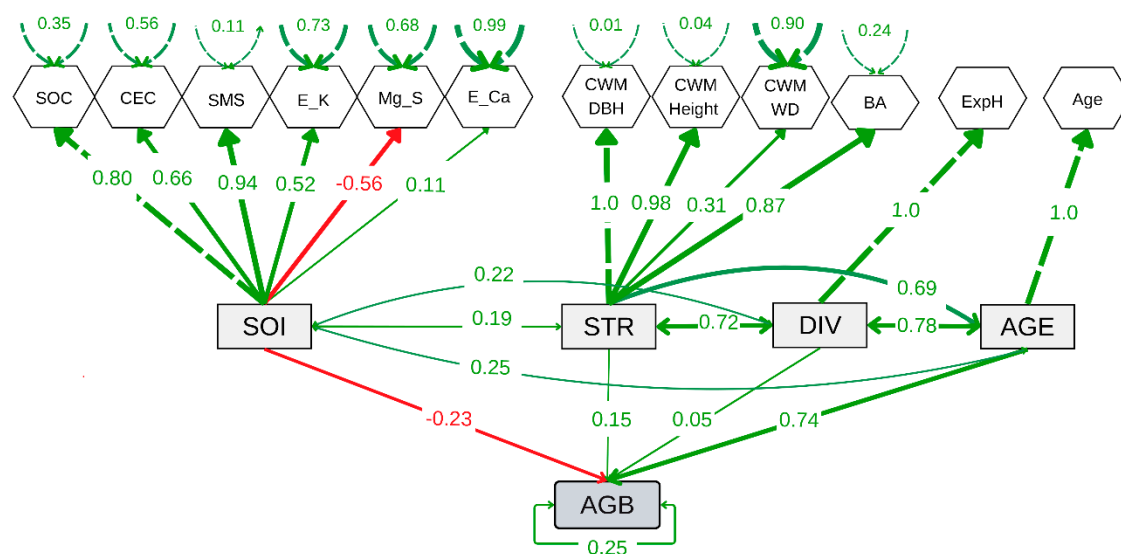 0.35 0.56 0.11 0.73 0.68 0.99 0.01 0.04 0.90 0.24
SOC CEC SMS E_K Mg_S E_Ca CWM DBH CWM Height CWM WD BA ExpH Age
0.80 0.66 0.94 0.52 -0.56 0.11 1.0 0.98 0.31 0.87 1.0 1.0
0.22 0.69
SOI 0.19 STR 0.72 DIV 0.78 AGE
0.25
-0.23 0.15 0.05 0.74
AGB
0.25